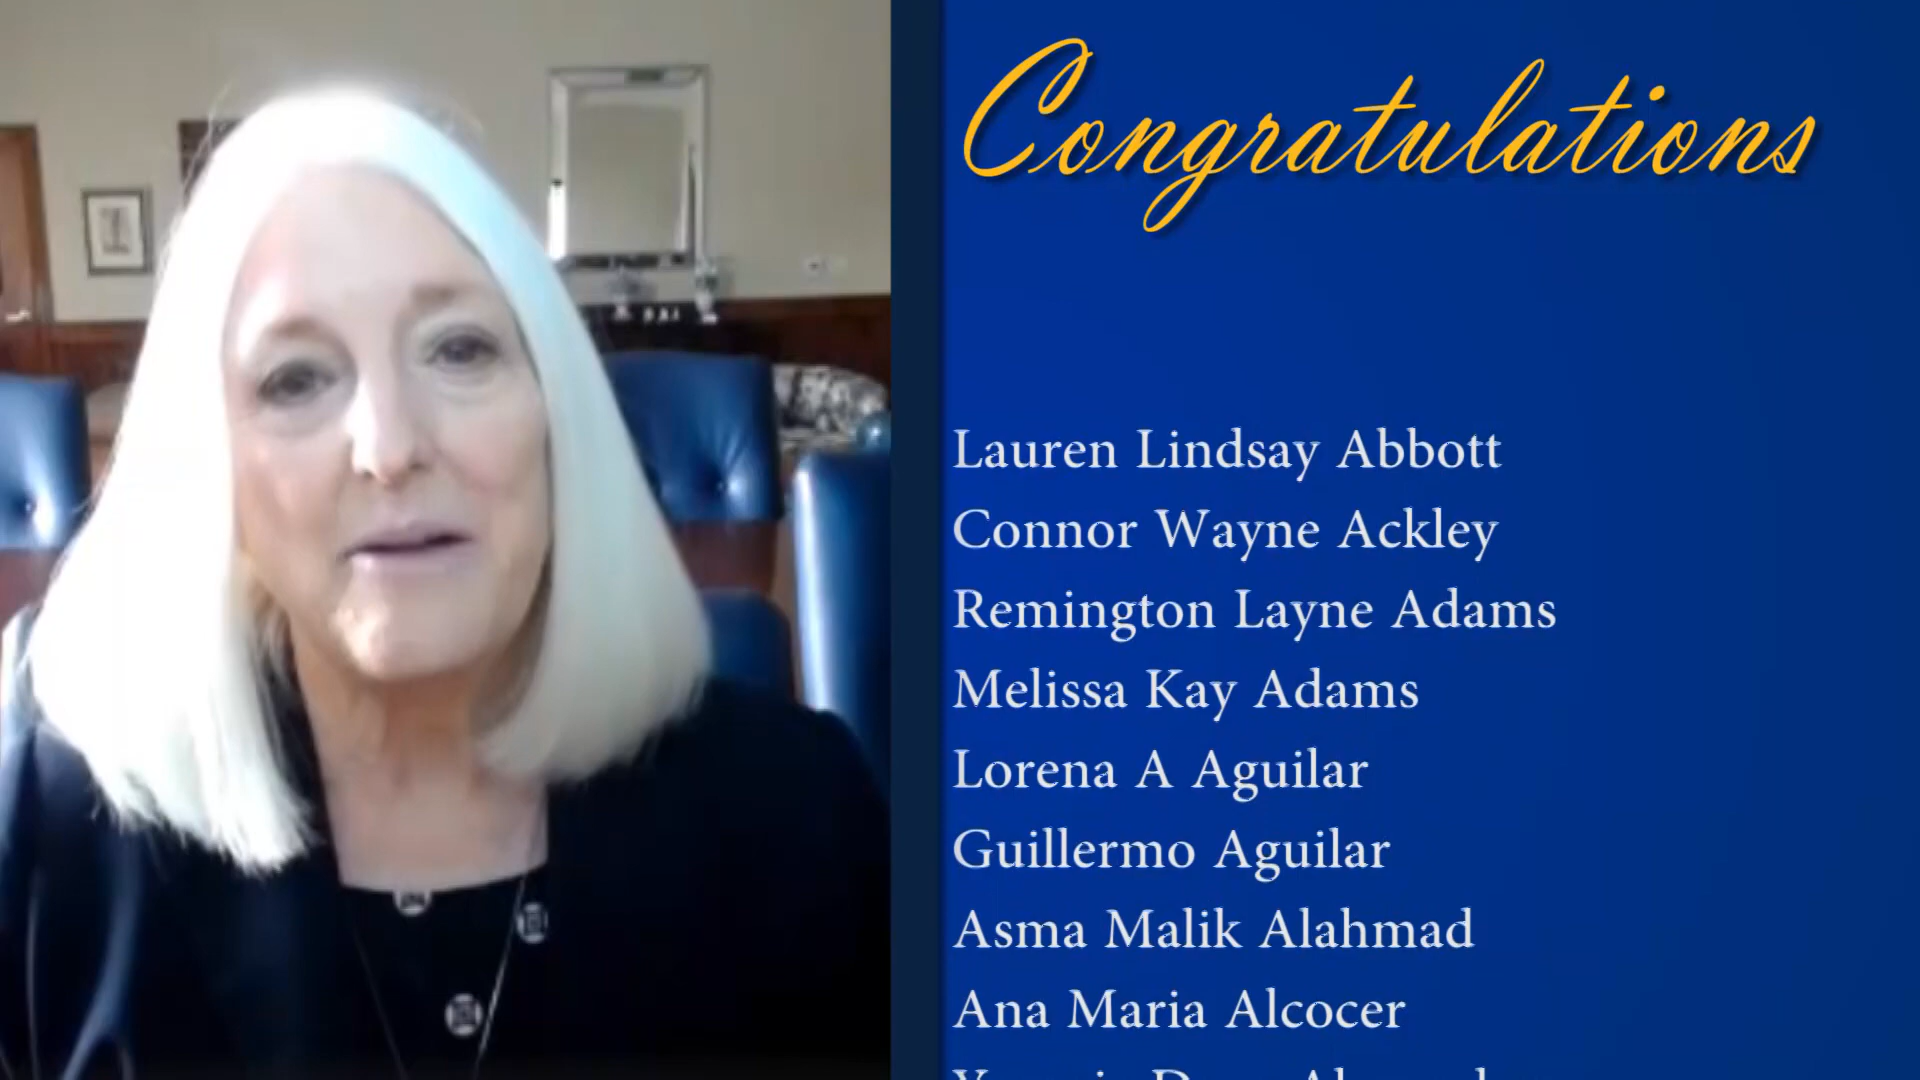 Congratulations
Lauren Lindsay Abbott
Connor Wayne Ackley
Remington Layne Adams
Melissa Kay Adams
Lorena A Aguilar
Guillermo Aguilar
Asma Malik Alahmad
Ana Maria Alcocer